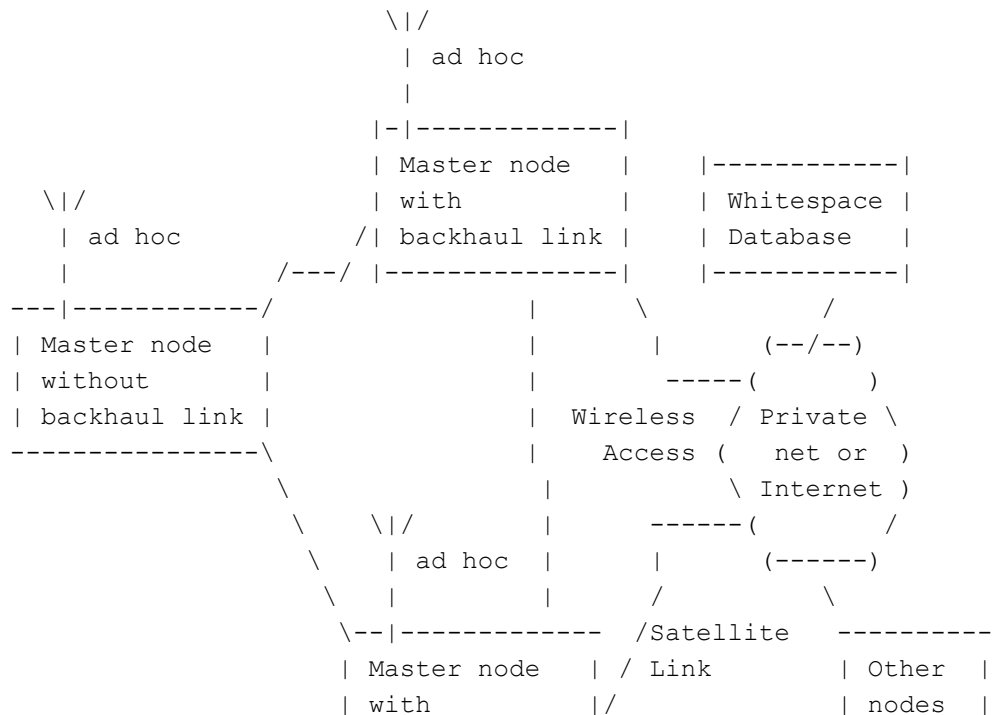 \|/
| ad hoc
|
|-|-------------|
| Master node | |------------|
\|/ | with | | Whitespace |
| ad hoc /| backhaul link | | Database |
| /---/ |---------------| |------------|
---|------------/ | \ /
| Master node | | | (--/--)
| without | | -----( )
| backhaul link | | Wireless / Private \
----------------\ | Access ( net or )
\ | \ Internet )
\ \|/ | ------( /
\ | ad hoc | | (------)
\ | | / \
\--|------------- /Satellite ----------
| Master node | / Link | Other |
| with |/ | nodes |